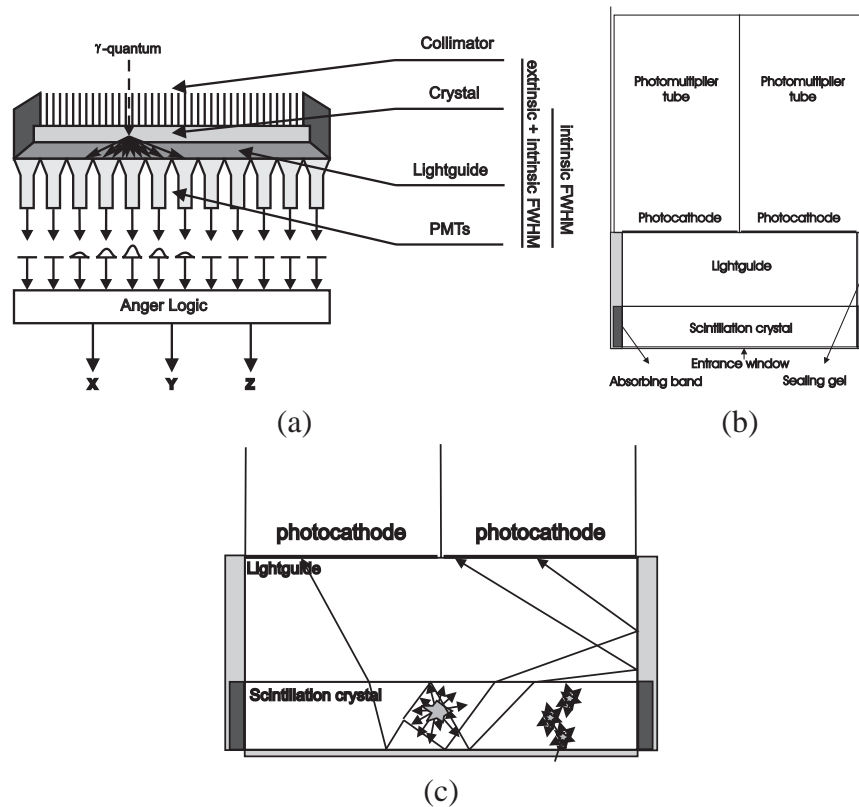 γ-quantum
Collimator
Crystal
Lightguide
PMTs
extrinsic + intrinsic FWHM
intrinsic FWHM
Anger Logic
X Y Z
(a)
Photomultiplier
tube
Photomultiplier
tube
Photocathode
Photocathode
Lightguide
Scintillation crystal
Entrance window
Absorbing band
Sealing gel
(b)
photocathode
photocathode
Lightguide
Scintillation crystal
(c)